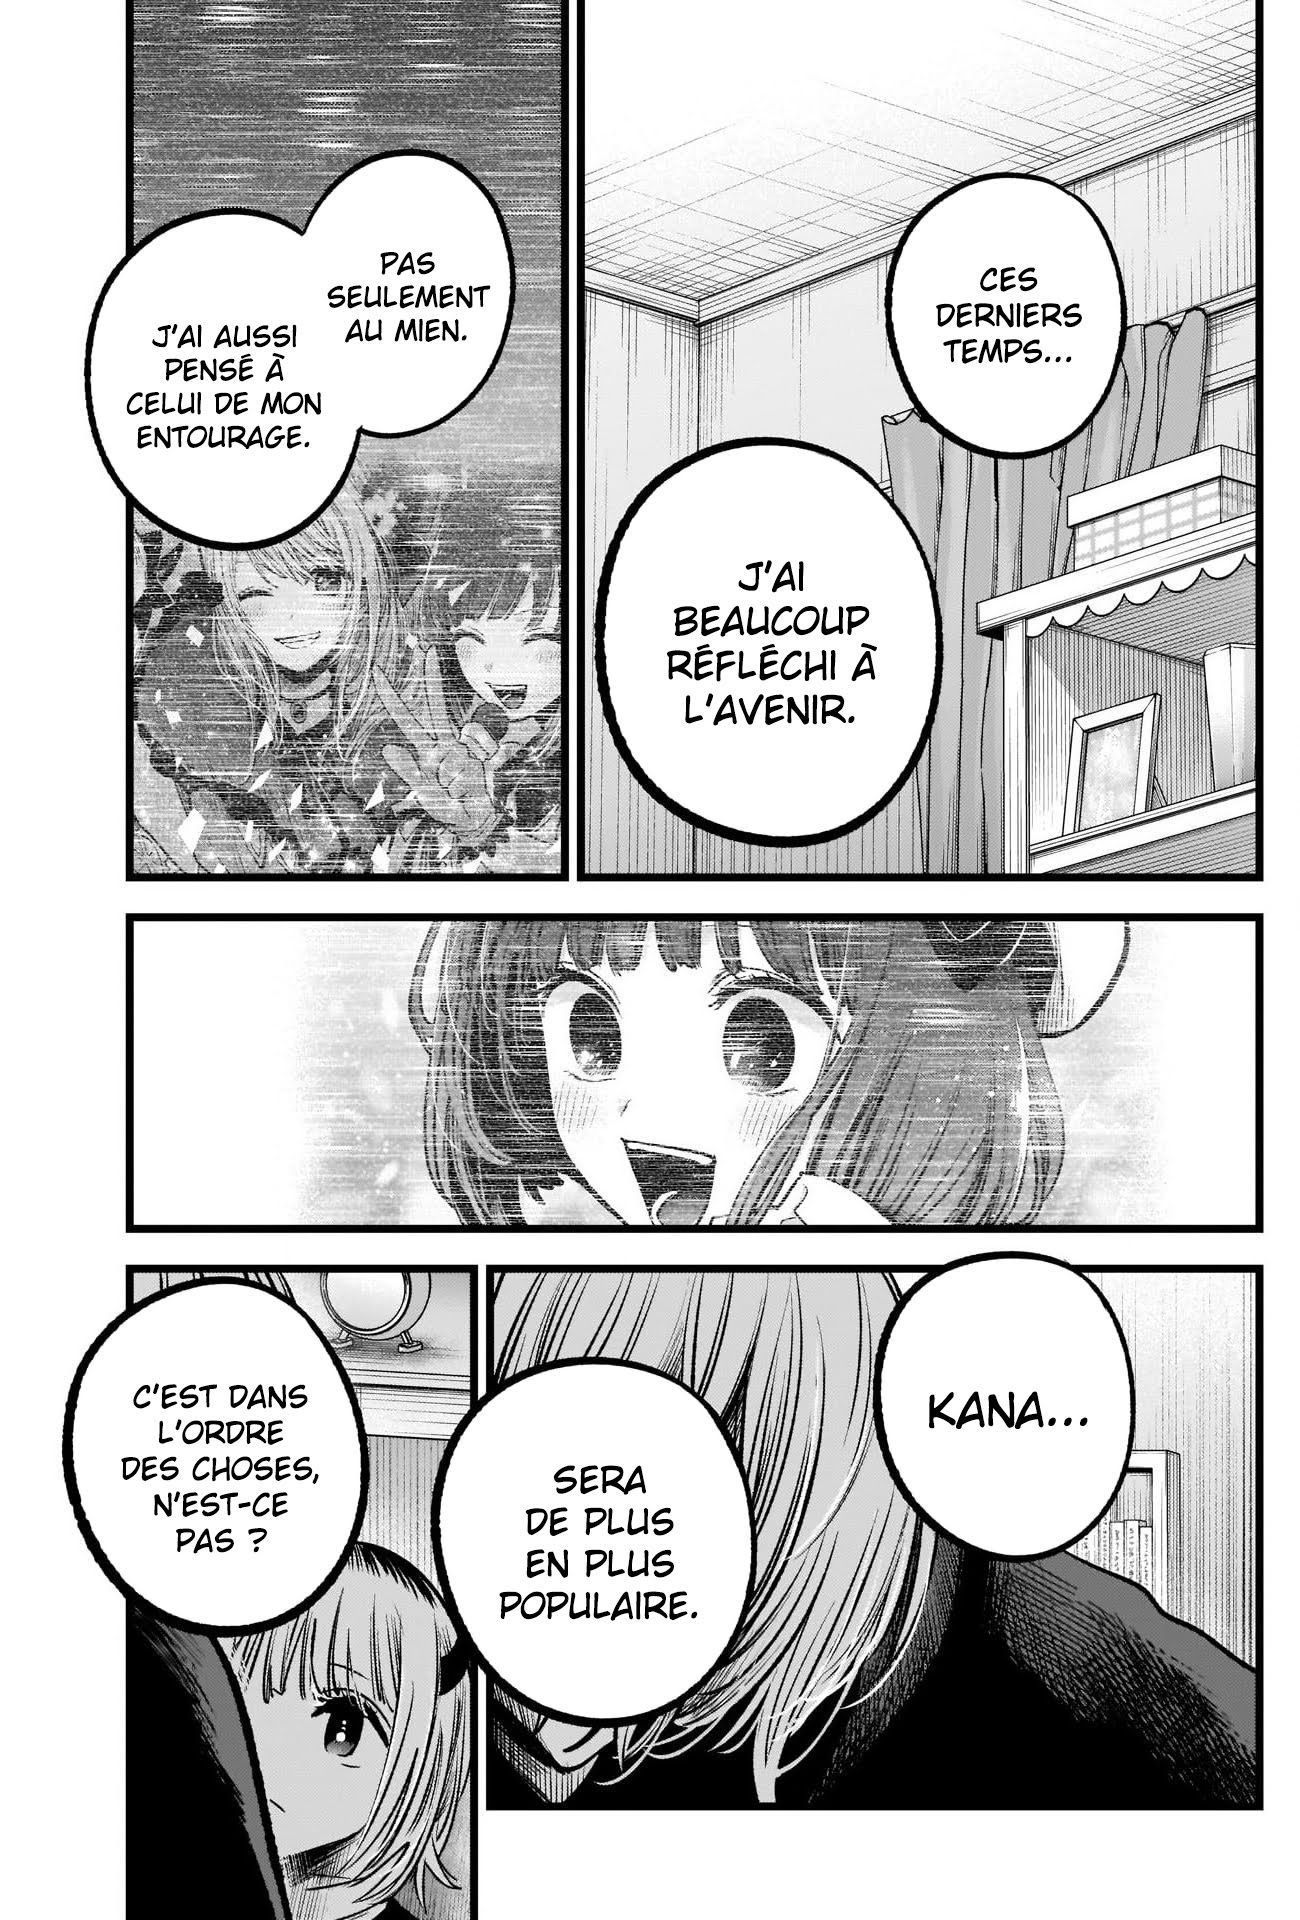 CES
DERNIERS
TEMPS...
J'AI
BEAUCOUP
RÉFLÉCHI À
L'AVENIR.
PAS
SEULEMENT
AU MIEN.
J'AI AUSSI
PENSÉ À
CELUI DE MON
ENTOURAGE.
KANA...
SERA
DE PLUS
EN PLUS
POPULAIRE.
C'EST DANS
L'ORDRE
DES CHOSES,
N'EST-CE
PAS ?